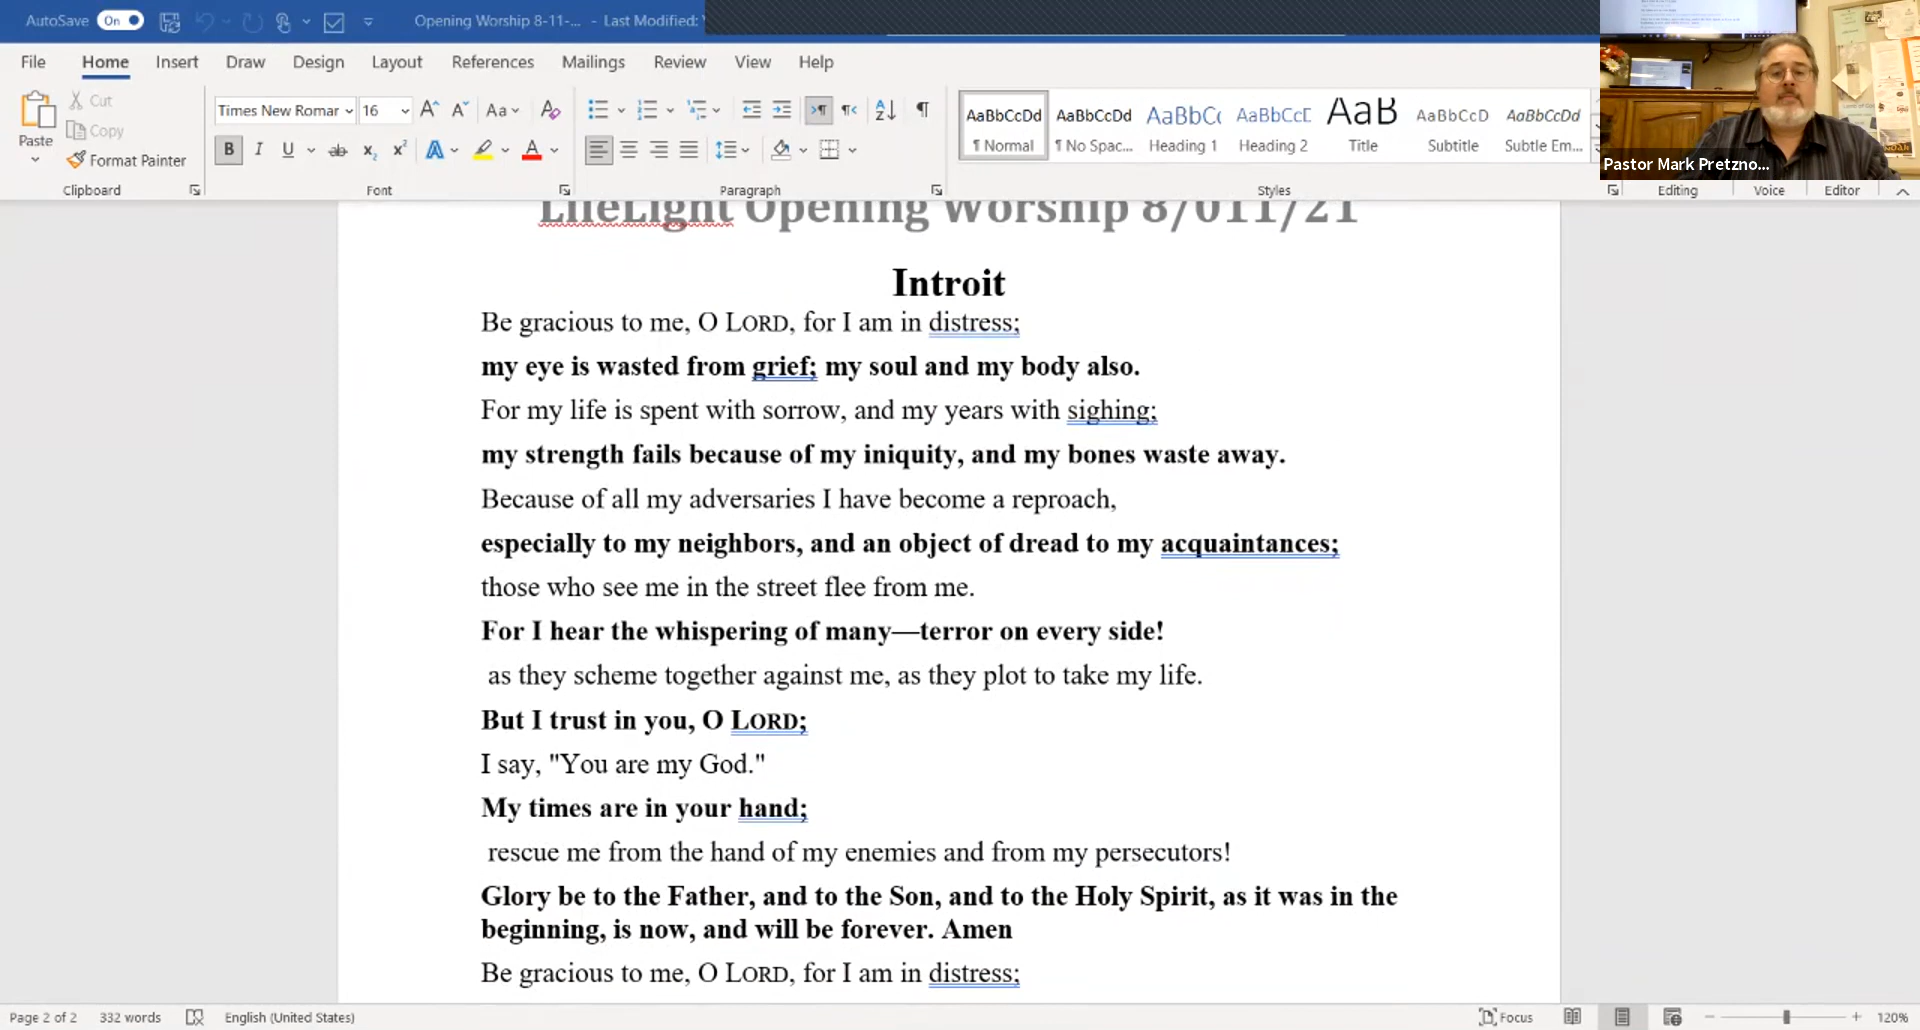 AutoSave On Opening Worship 8-11-... - Last Modified:
File Home Insert Draw Design Layout References Mailings Review View Help
Paste Cut Copy Format Painter
Times New Romar 16
AaBbCcDd AaBbCcDd AaBbCc AaBbCcD AaB AaBbCcD AaBbCcDd
¶ Normal ¶ No Spac... Heading 1 Heading 2 Title Subtitle Subtle Em...
Clipboard Font Paragraph Styles Editing Voice Editor
Pastor Mark Pretzno...
LifeLight Opening Worship 8/011/21
Introit
Be gracious to me, O LORD, for I am in distress;
my eye is wasted from grief; my soul and my body also.
For my life is spent with sorrow, and my years with sighing;
my strength fails because of my iniquity, and my bones waste away.
Because of all my adversaries I have become a reproach,
especially to my neighbors, and an object of dread to my acquaintances;
those who see me in the street flee from me.
For I hear the whispering of many—terror on every side!
as they scheme together against me, as they plot to take my life.
But I trust in you, O LORD;
I say, "You are my God."
My times are in your hand;
rescue me from the hand of my enemies and from my persecutors!
Glory be to the Father, and to the Son, and to the Holy Spirit, as it was in the
beginning, is now, and will be forever. Amen
Be gracious to me, O LORD, for I am in distress;
Page 2 of 2 332 words English (United States) Focus 120%